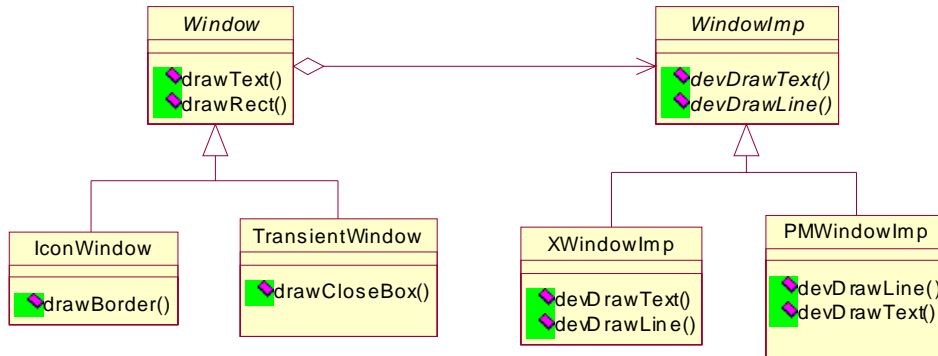 Window
drawText()
drawRect()
WindowImp
devDrawText()
devDrawLine()
IconWindow
drawBorder()
TransientWindow
drawCloseBox()
XWindowImp
devDrawText()
devDrawLine()
PMWindowImp
devDrawLine()
devDrawText()